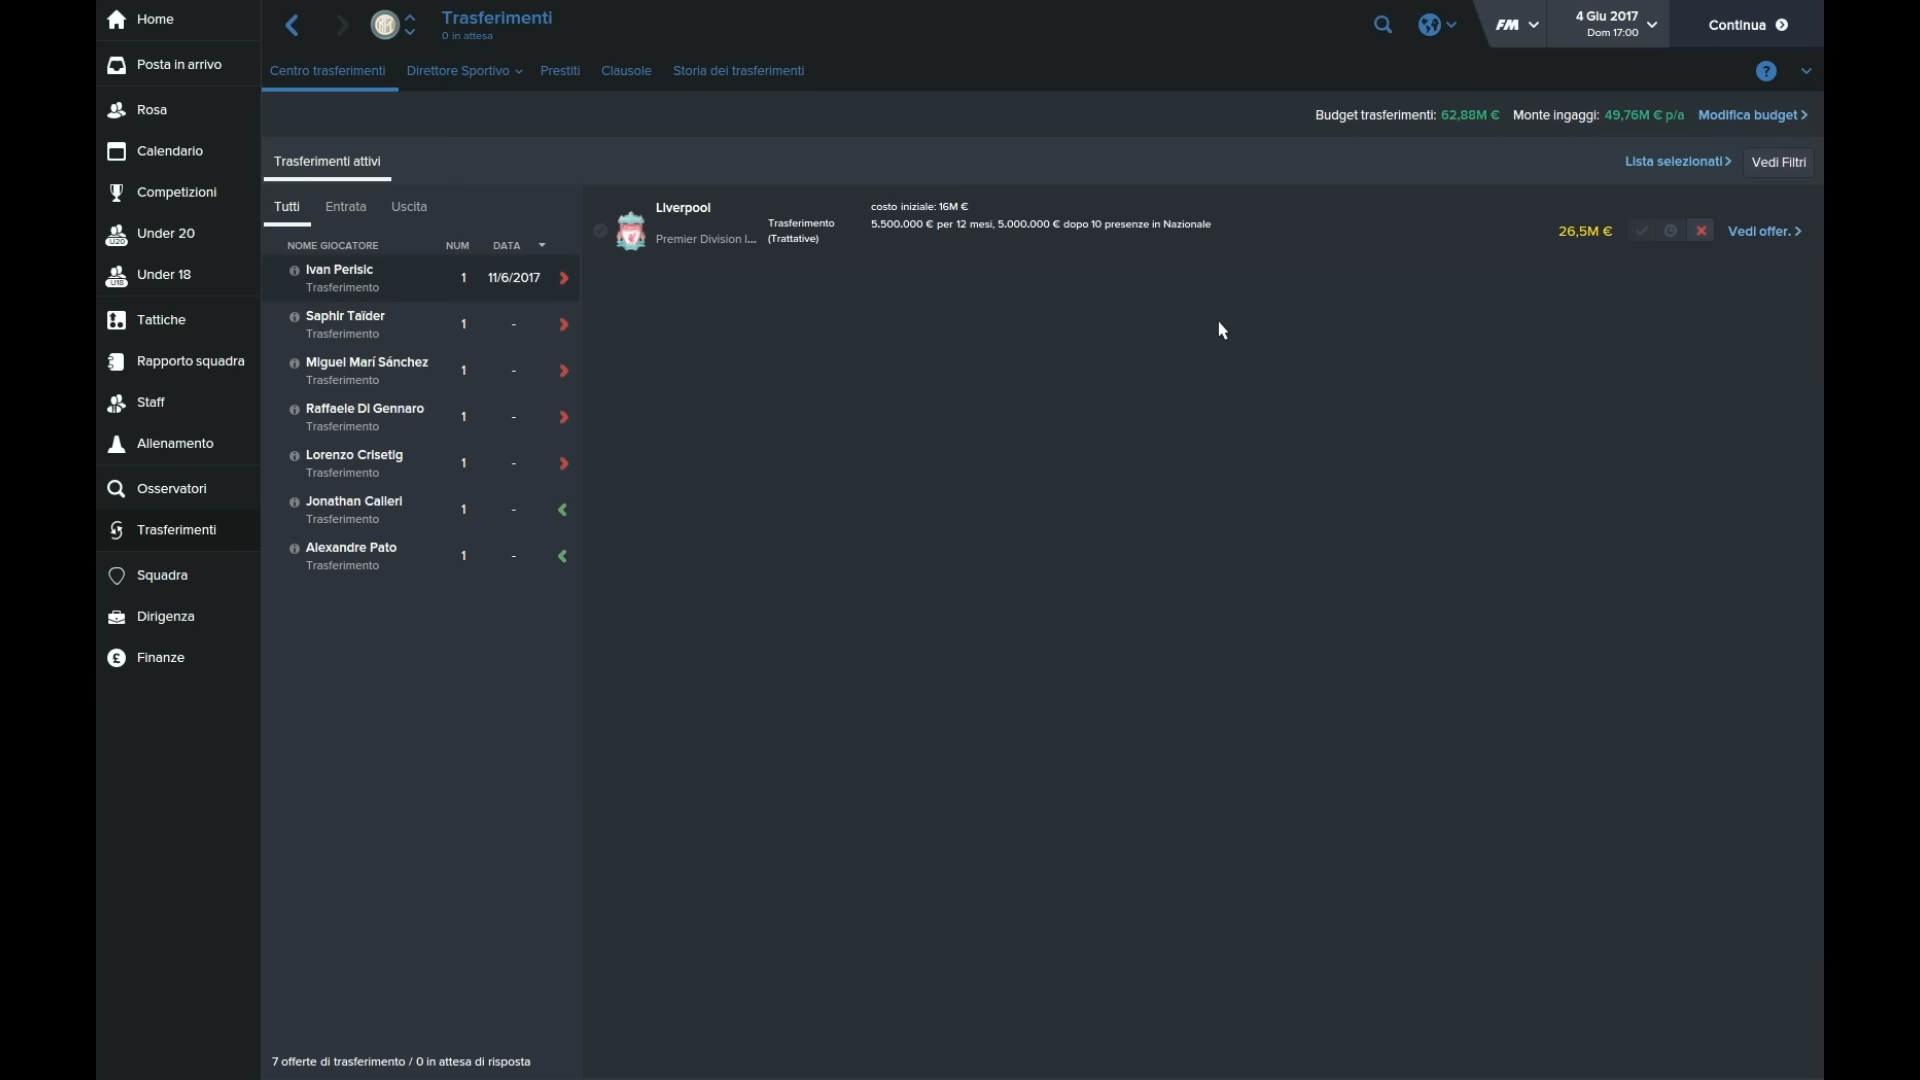 Home
Posta in arrivo
Rosa
Calendario
Competizioni
U20
Under 20
U18
Under 18
Tattiche
Rapporto squadra
Staff
Allenamento
Osservatori
Trasferimenti
Squadra
Dirigenza
Finanze
Trasferimenti
0 in attesa
FM
4 Giu 2017
Dom 17:00
Continua
Centro trasferimenti Direttore Sportivo Prestiti Clausole Storia dei trasferimenti
Budget trasferimenti: 62,88M € Monte ingaggi: 49,76M € p/a Modifica budget >
Trasferimenti attivi
Lista selezionati > Vedi Filtri
Tutti Entrata Uscita
NOME GIOCATORE NUM DATA
Ivan Perisic
Trasferimento
1 11/6/2017
Saphir Taïder
Trasferimento
1 -
Miguel Marí Sánchez
Trasferimento
1 -
Raffaele Di Gennaro
Trasferimento
1 -
Lorenzo Crisetig
Trasferimento
1 -
Jonathan Calleri
Trasferimento
1 -
Alexandre Pato
Trasferimento
1 -
Liverpool
Premier Division I...
Trasferimento
(Trattative)
costo iniziale: 16M €
5.500.000 € per 12 mesi, 5.000.000 € dopo 10 presenze in Nazionale
26,5M €
Vedi offer. >
7 offerte di trasferimento / 0 in attesa di risposta